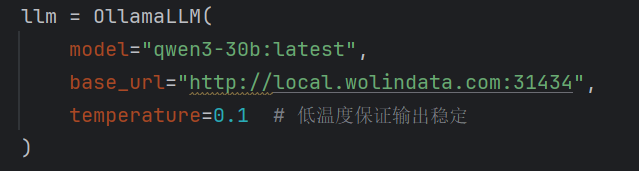 llm = OllamaLLM(
    model="qwen3-30b:latest",
    base_url="http://local.wolindata.com:31434",
    temperature=0.1  # 低温度保证输出稳定
)